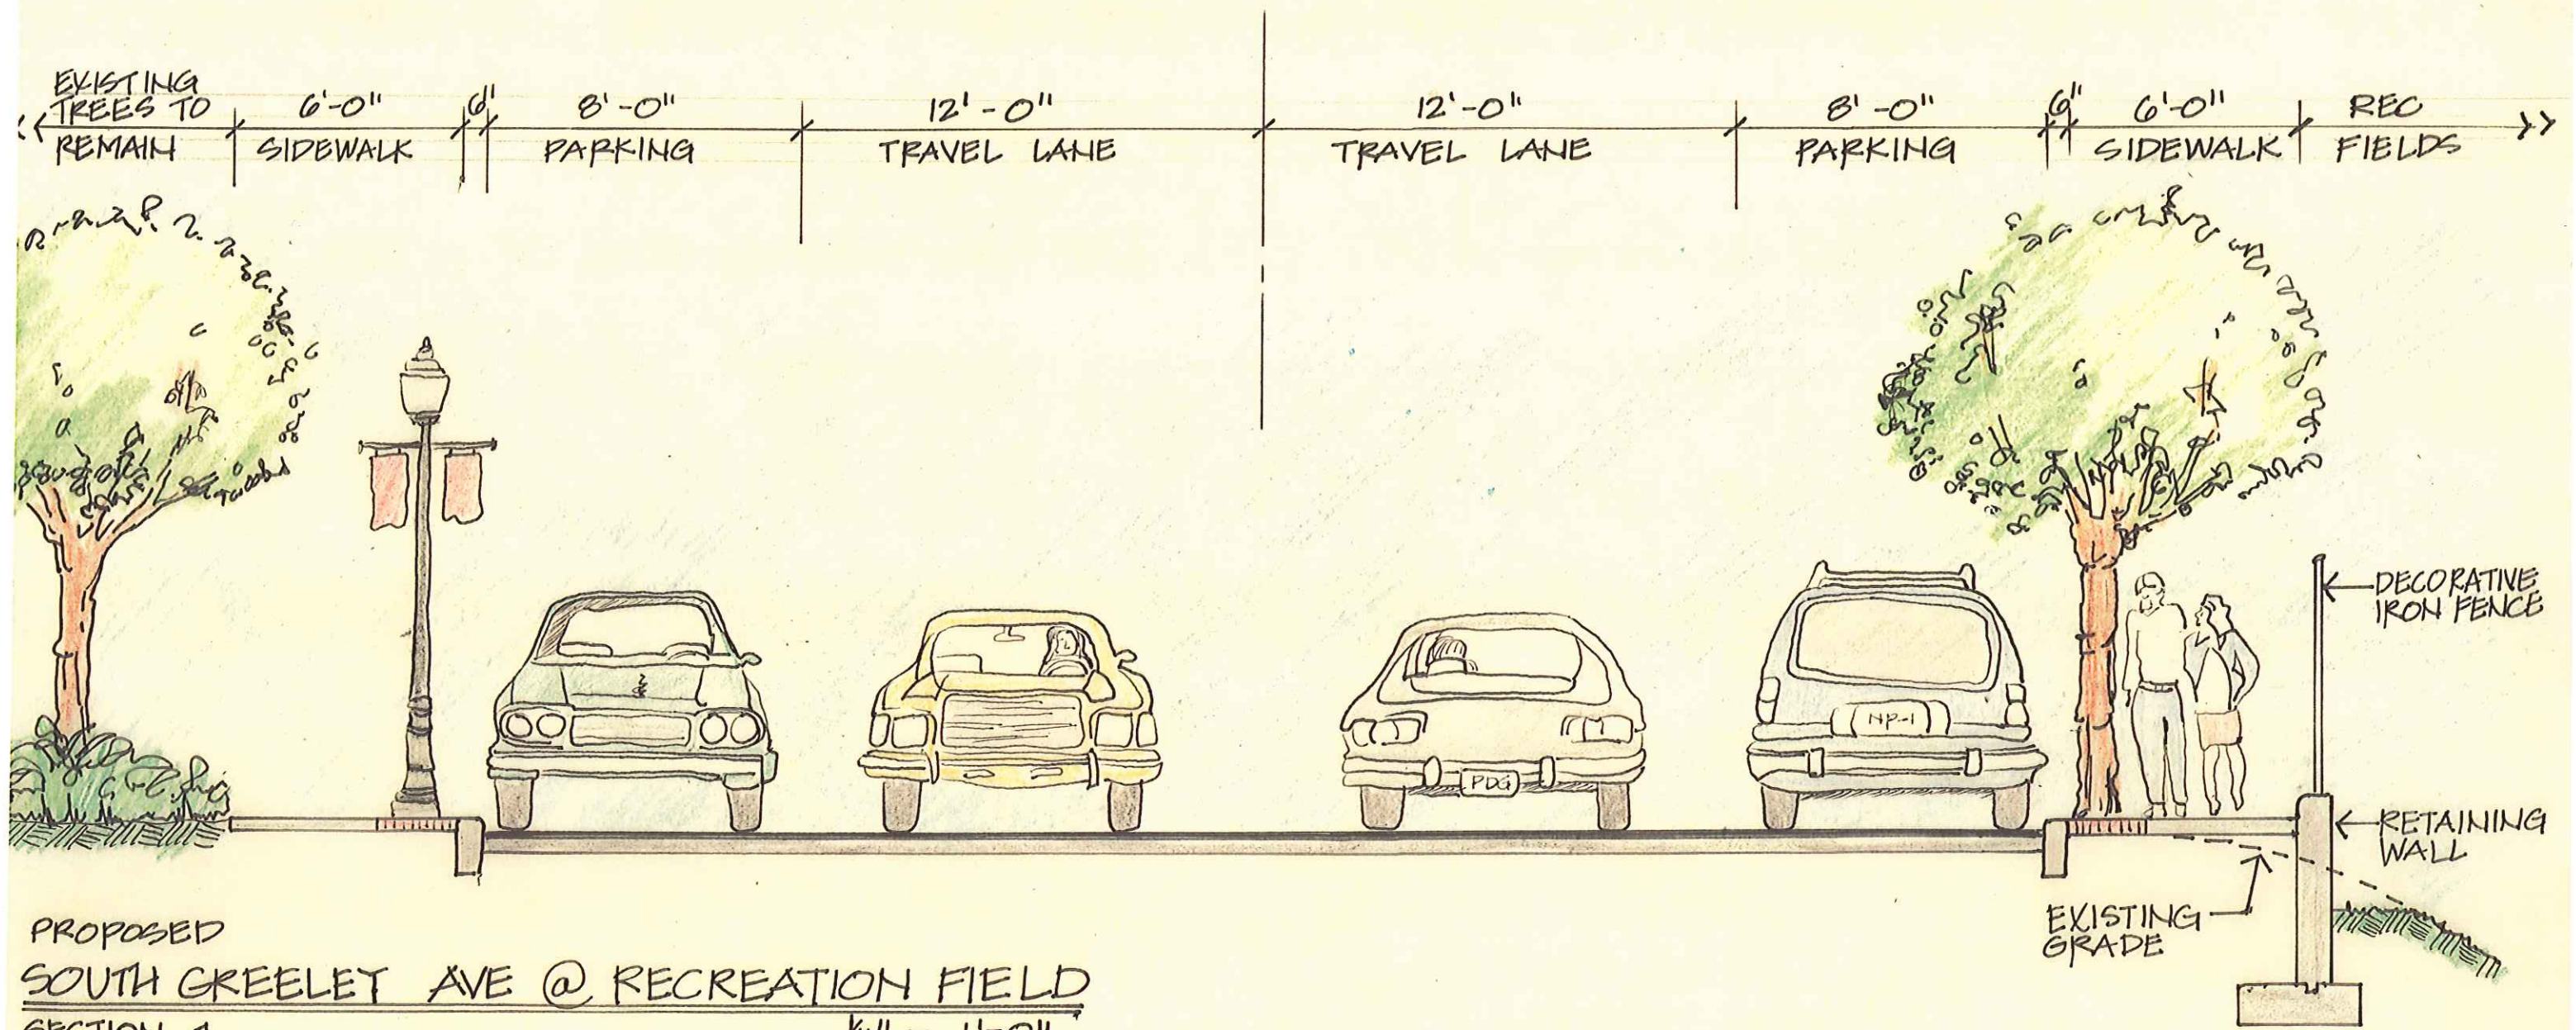 EXISTING
TREES TO
REMAIN
6'-0"
SIDEWALK
6"
8'-0"
PARKING
12'-0"
TRAVEL LANE
12'-0"
TRAVEL LANE
8'-0"
PARKING
6"
6'-0"
SIDEWALK
REC
FIELDS
DECORATIVE
IRON FENCE
NP-1
PDG
RETAINING
WALL
EXISTING
GRADE
PROPOSED
SOUTH GREELEY AVE @ RECREATION FIELD
SECTION